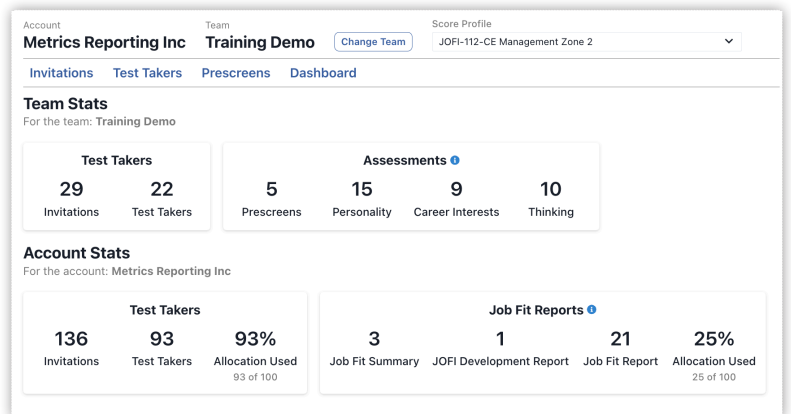 Account Team Score Profile
Metrics Reporting Inc Training Demo Change Team JOFI-112-CE Management Zone 2
Invitations Test Takers Prescreens Dashboard
Team Stats
For the team: Training Demo
Test Takers
29 22
Invitations Test Takers
Assessments
5 15 9 10
Prescreens Personality Career Interests Thinking
Account Stats
For the account: Metrics Reporting Inc
Test Takers
136 93 93%
Invitations Test Takers Allocation Used
93 of 100
Job Fit Reports
3 1 21 25%
Job Fit Summary JOFI Development Report Job Fit Report Allocation Used
25 of 100